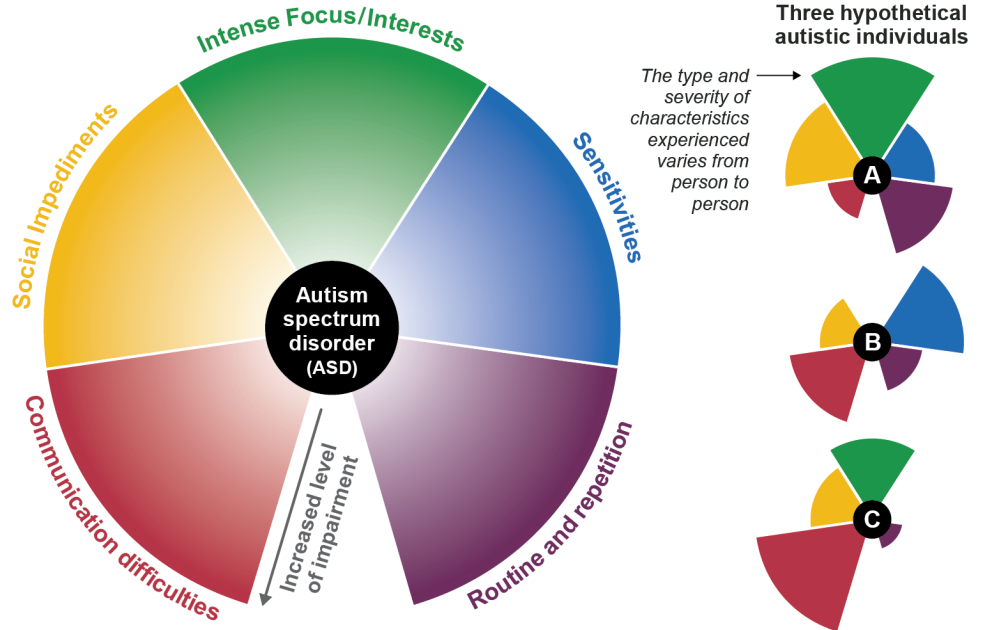 Intense Focus/Interests
Social Impediments
Sensitivities
Autism
spectrum
disorder
(ASD)
Communication difficulties
Increased level
of impairment
Routine and repetition
Three hypothetical
autistic individuals
The type and
severity of
characteristics
experienced
varies from
person to
person
A
B
C